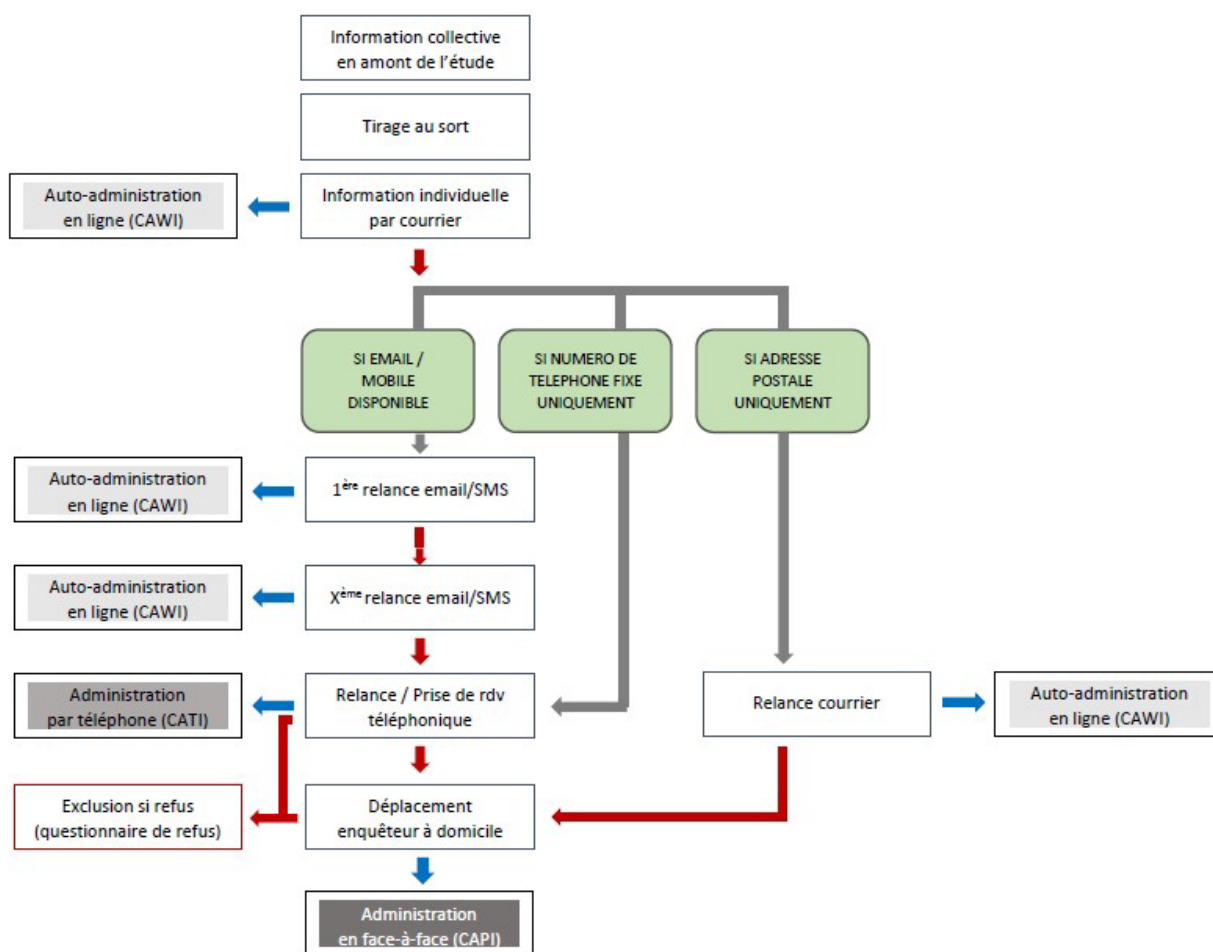 Information collective
en amont de l’étude
Tirage au sort
Auto-administration
en ligne (CAWI)
Information individuelle
par courrier
SI EMAIL /
MOBILE
DISPONIBLE
SI NUMERO DE
TELEPHONE FIXE
UNIQUEMENT
SI ADRESSE
POSTALE
UNIQUEMENT
Auto-administration
en ligne (CAWI)
1ère relance email/SMS
Auto-administration
en ligne (CAWI)
Xème relance email/SMS
Administration
par téléphone (CATI)
Relance / Prise de rdv
téléphonique
Relance courrier
Auto-administration
en ligne (CAWI)
Exclusion si refus
(questionnaire de refus)
Déplacement
enquêteur à domicile
Administration
en face-à-face (CAPI)